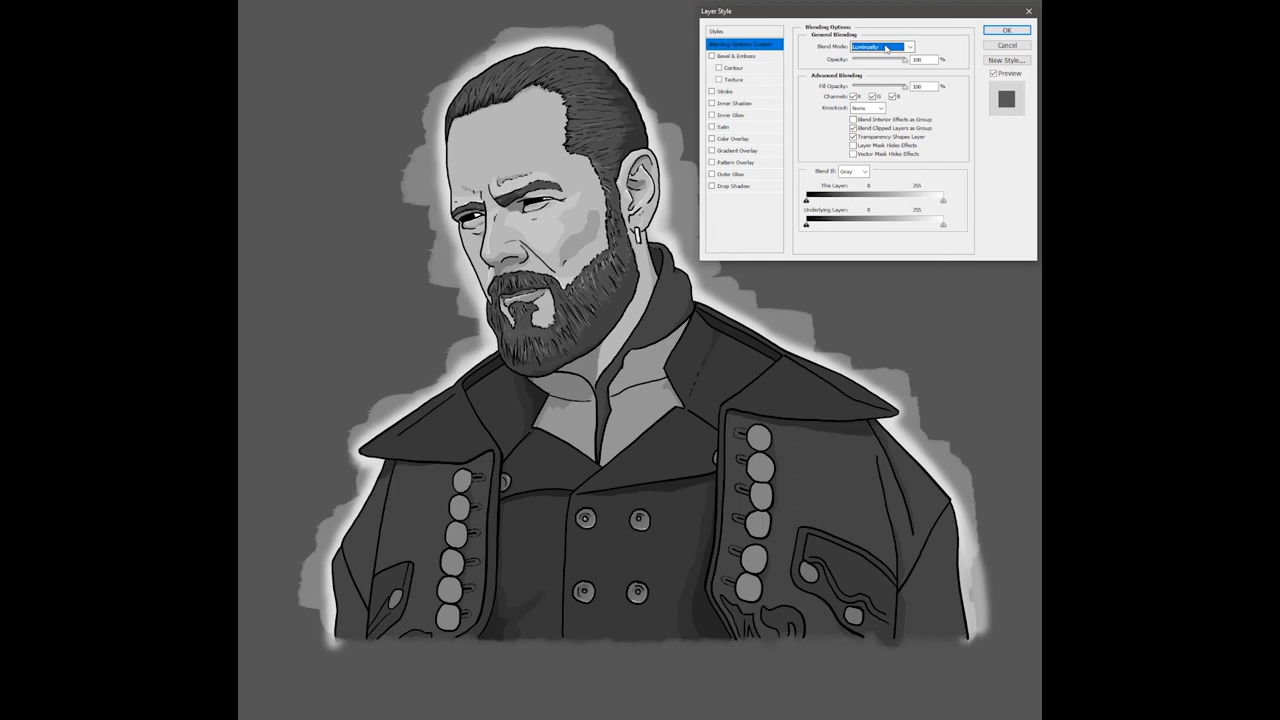 Layer Style
Styles
Blending Options: Custom
Bevel & Emboss
Contour
Texture
Stroke
Inner Shadow
Inner Glow
Satin
Color Overlay
Gradient Overlay
Pattern Overlay
Outer Glow
Drop Shadow
Blending Options
General Blending
Blend Mode: Luminosity
Opacity: 100 %
Advanced Blending
Fill Opacity: 100 %
Channels: R G B
Knockout: None
Blend Interior Effects as Group
Blend Clipped Layers as Group
Transparency Shapes Layer
Layer Mask Hides Effects
Vector Mask Hides Effects
Blend If: Gray
This Layer: 0 255
Underlying Layer: 0 255
OK
Cancel
New Style...
Preview